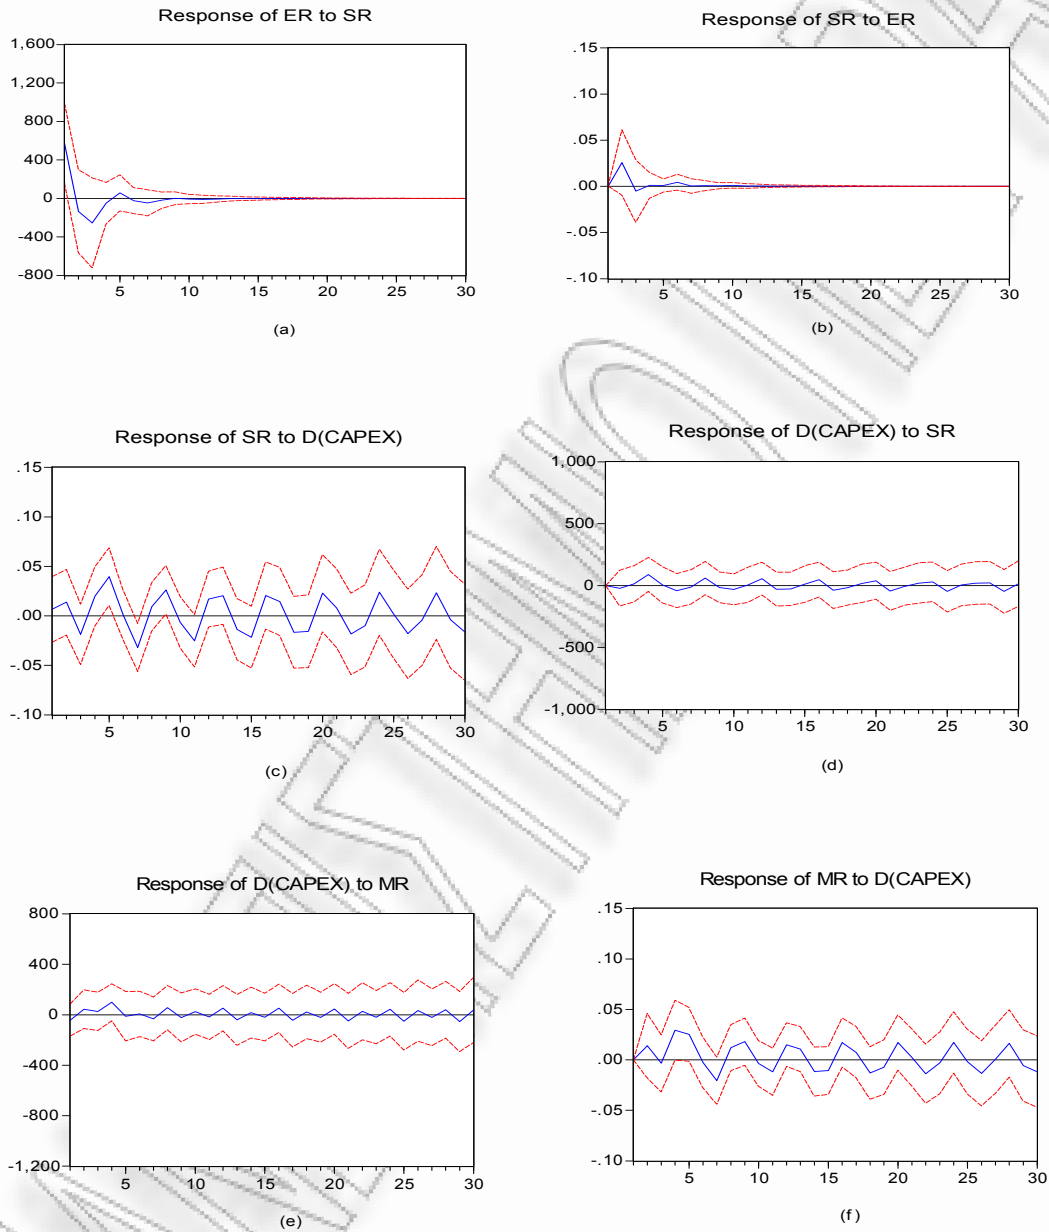 Response of ER to SR
1,600
1,200
800
400
0
-400
-800
5 10 15 20 25 30
(a)
Response of SR to ER
.15
.10
.05
.00
-.05
-.10
5 10 15 20 25 30
(b)
Response of SR to D(CAPEX)
.15
.10
.05
.00
-.05
-.10
5 10 15 20 25 30
(c)
Response of D(CAPEX) to SR
1,000
500
0
-500
-1,000
5 10 15 20 25 30
(d)
Response of D(CAPEX) to MR
800
400
0
-400
-800
-1,200
5 10 15 20 25 30
(e)
Response of MR to D(CAPEX)
.15
.10
.05
.00
-.05
-.10
5 10 15 20 25 30
(f)